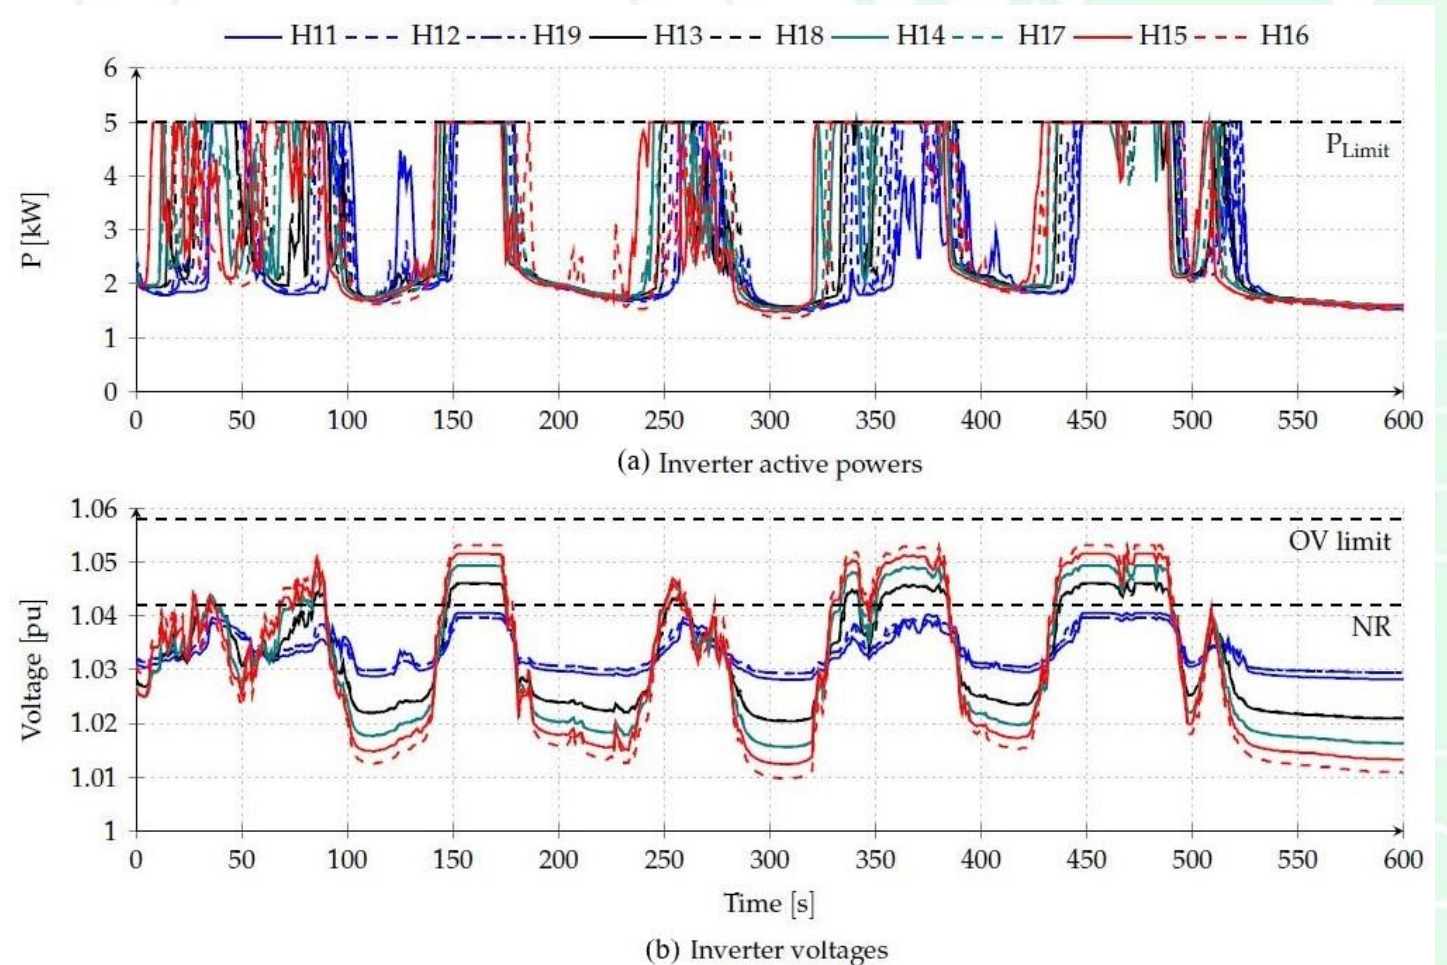 H11 H12 H19 H13 H18 H14 H17 H15 H16
6
5
4
3
2
1
0
P [kW]
P_Limit
0 50 100 150 200 250 300 350 400 450 500 550 600
(a) Inverter active powers
1.06
1.05
1.04
1.03
1.02
1.01
1
Voltage [pu]
OV limit
NR
0 50 100 150 200 250 300 350 400 450 500 550 600
Time [s]
(b) Inverter voltages